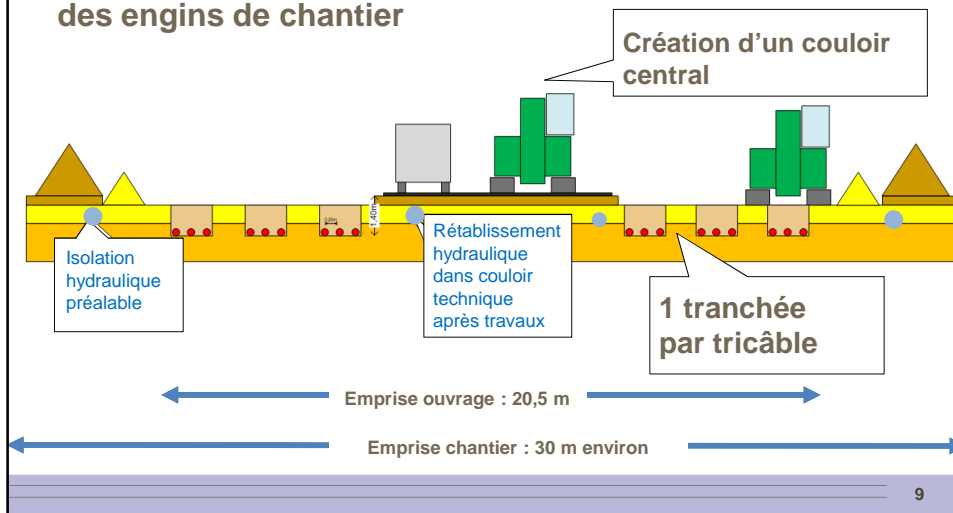 des engins de chantier
Création d'un couloir
central
1,40m
Isolation
hydraulique
préalable
Rétablissement
hydraulique
dans couloir
technique
après travaux
1 tranchée
par tricâble
Emprise ouvrage : 20,5 m
Emprise chantier : 30 m environ
9